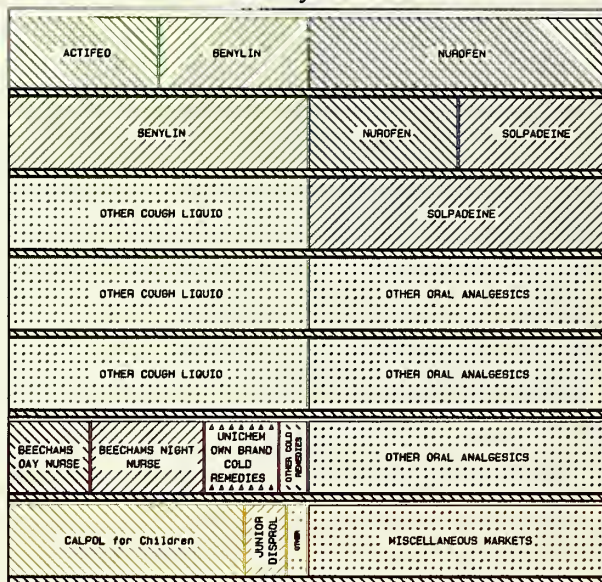 ACTIFED BENYLIN NUROFEN
BENYLIN NUROFEN SOLPADEINE
OTHER COUGH LIQUID SOLPADEINE
OTHER COUGH LIQUID OTHER ORAL ANALGESICS
OTHER COUGH LIQUID OTHER ORAL ANALGESICS
BEECHAMS
DAY NURSE
BEECHAMS NIGHT
NURSE
UNICHEM
OWN BRAND
COLD
REMEDIES
OTHER COLD
REMEDIES
OTHER ORAL ANALGESICS
CALPOL for Children
JUNIOR
DISPROL
OTHER
MISCELLANEOUS MARKETS